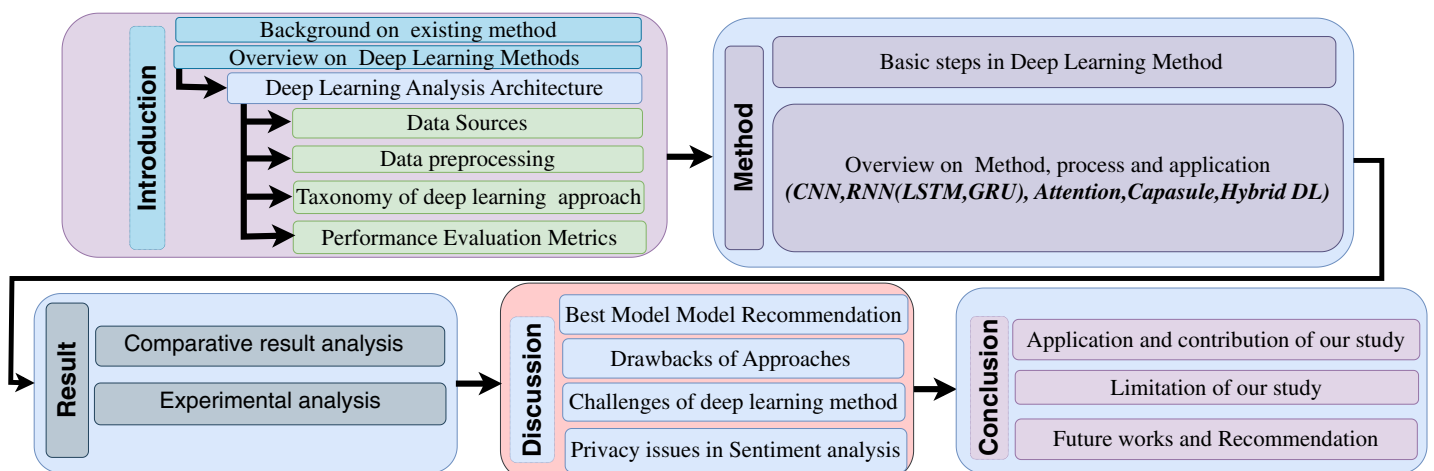 Introduction
Background on existing method
Overview on Deep Learning Methods
Deep Learning Analysis Architecture
Data Sources
Data preprocessing
Taxonomy of deep learning approach
Performance Evaluation Metrics
Method
Basic steps in Deep Learning Method
Overview on Method, process and application
(CNN,RNN(LSTM,GRU), Attention,Capasule,Hybrid DL)
Result
Comparative result analysis
Experimental analysis
Discussion
Best Model Model Recommendation
Drawbacks of Approaches
Challenges of deep learning method
Privacy issues in Sentiment analysis
Conclusion
Application and contribution of our study
Limitation of our study
Future works and Recommendation